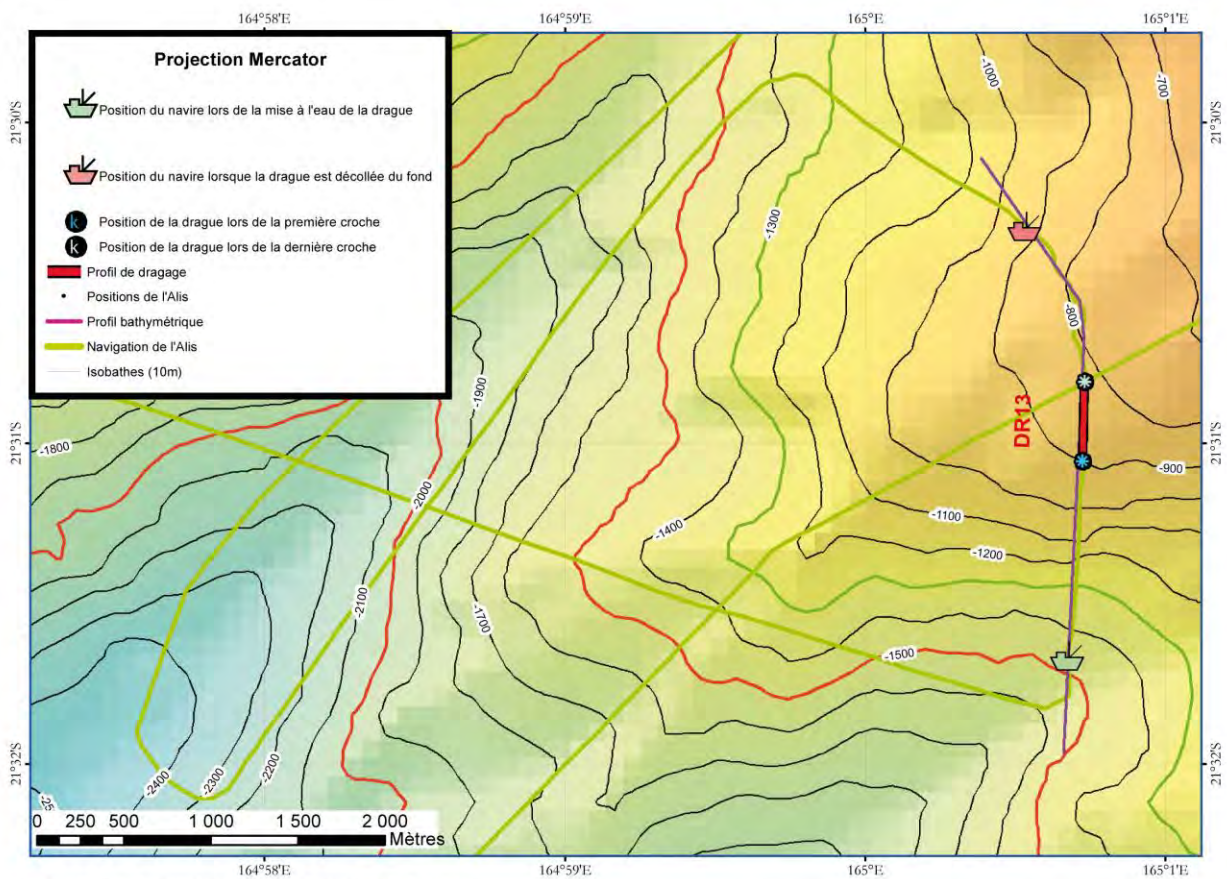 164°58'E 164°59'E 165°0'E 165°1'E
Projection Mercator
Position du navire lors de la mise à l'eau de la drague
Position du navire lorsque la drague est décollée du fond
k Position de la drague lors de la première croche
k Position de la drague lors de la dernière croche
Profil de dragage
Positions de l'Alis
Profil bathymétrique
Navigation de l'Alis
Isobathes (10m)
21°30'S
21°30'S
21°31'S
21°31'S
21°32'S
21°32'S
-1000
-700
-1300
-800
-1900
DR13
-1800
-900
-2000
-1100
-1400
-1200
-2100
-1700
-1500
-2400
-2300
-2200
-25
0 250 500 1 000 1 500 2 000
Mètres
164°58'E 164°59'E 165°0'E 165°1'E